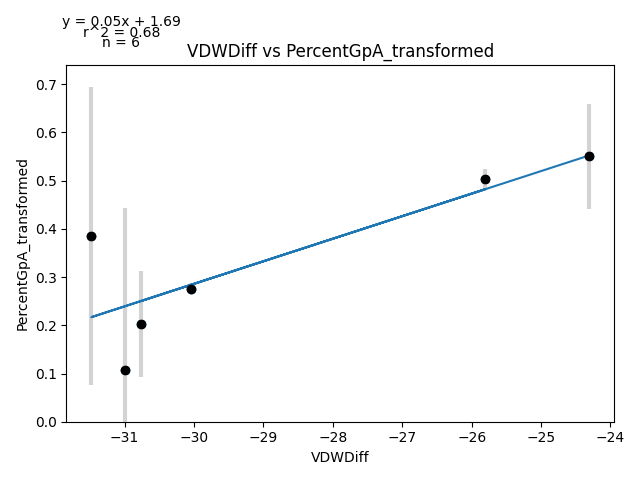 y = 0.05x + 1.69
r^2 = 0.68
n = 6
VDWDiff vs PercentGpA_transformed
PercentGpA_transformed
0.7
0.6
0.5
0.4
0.3
0.2
0.1
0.0
−31
−30
−29
−28
−27
−26
−25
−24
VDWDiff